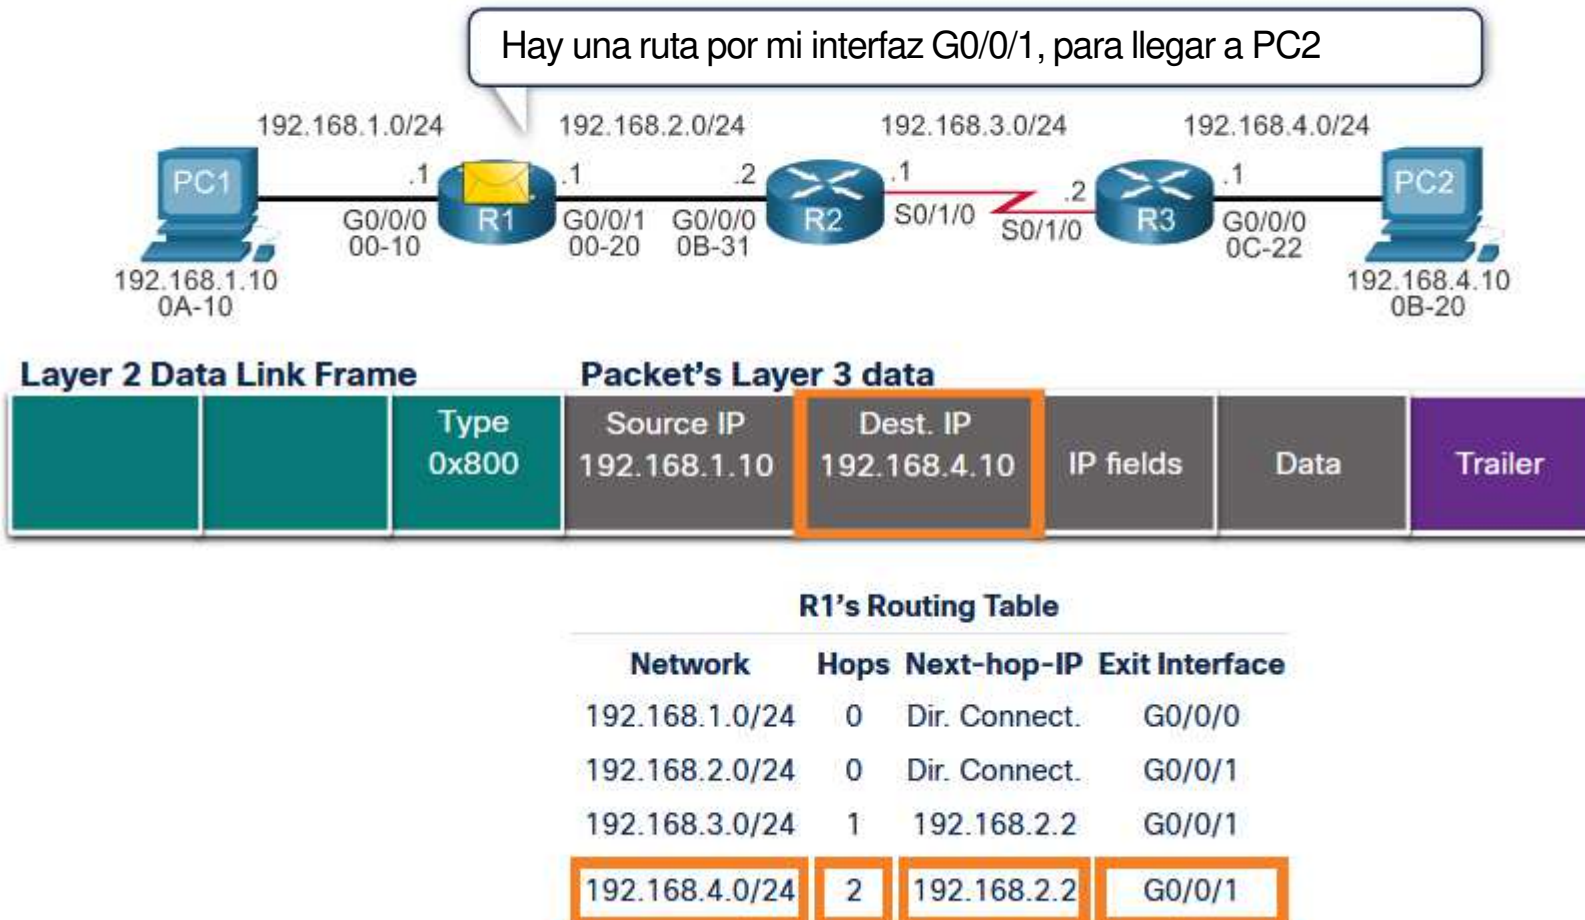 Hay una ruta por mi interfaz G0/0/1, para llegar a PC2
192.168.1.0/24 192.168.2.0/24 192.168.3.0/24 192.168.4.0/24
PC1 .1 R1 .1 .2 R2 .1 .2 R3 .1 PC2
G0/0/0 G0/0/1 G0/0/0 S0/1/0 S0/1/0 G0/0/0
00-10 00-20 0B-31 0C-22
192.168.1.10 192.168.4.10
0A-10 0B-20
Layer 2 Data Link Frame Packet's Layer 3 data
Type Source IP Dest. IP
0x800 192.168.1.10 192.168.4.10 IP fields Data Trailer
R1's Routing Table
Network Hops Next-hop-IP Exit Interface
192.168.1.0/24 0 Dir. Connect. G0/0/0
192.168.2.0/24 0 Dir. Connect. G0/0/1
192.168.3.0/24 1 192.168.2.2 G0/0/1
192.168.4.0/24 2 192.168.2.2 G0/0/1